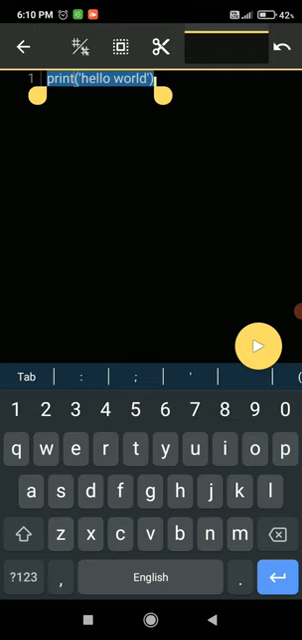 6:10 PM 42%
#/#
1 print('hello world')
Tab : ; ' (
1 2 3 4 5 6 7 8 9 0
q w e r t y u i o p
a s d f g h j k l
z x c v b n m
?123 , English .